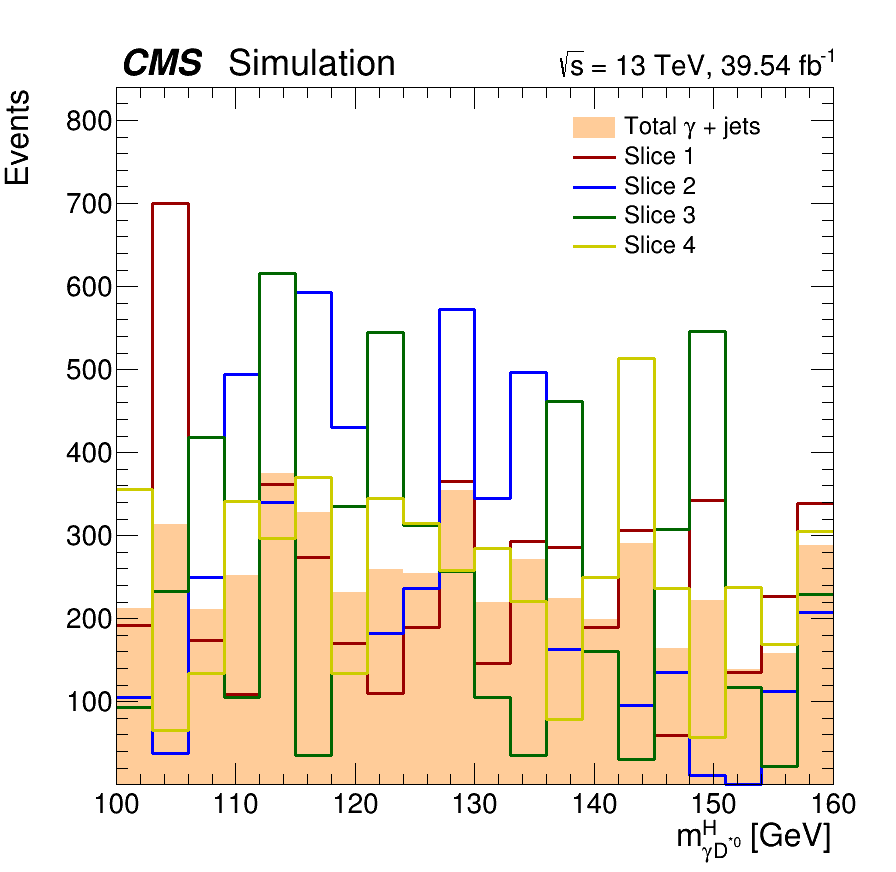 CMS Simulation √s = 13 TeV, 39.54 fb⁻¹
Events
Total γ + jets
Slice 1
Slice 2
Slice 3
Slice 4
800
700
600
500
400
300
200
100
100 110 120 130 140 150 160
m^H_γD*0 [GeV]